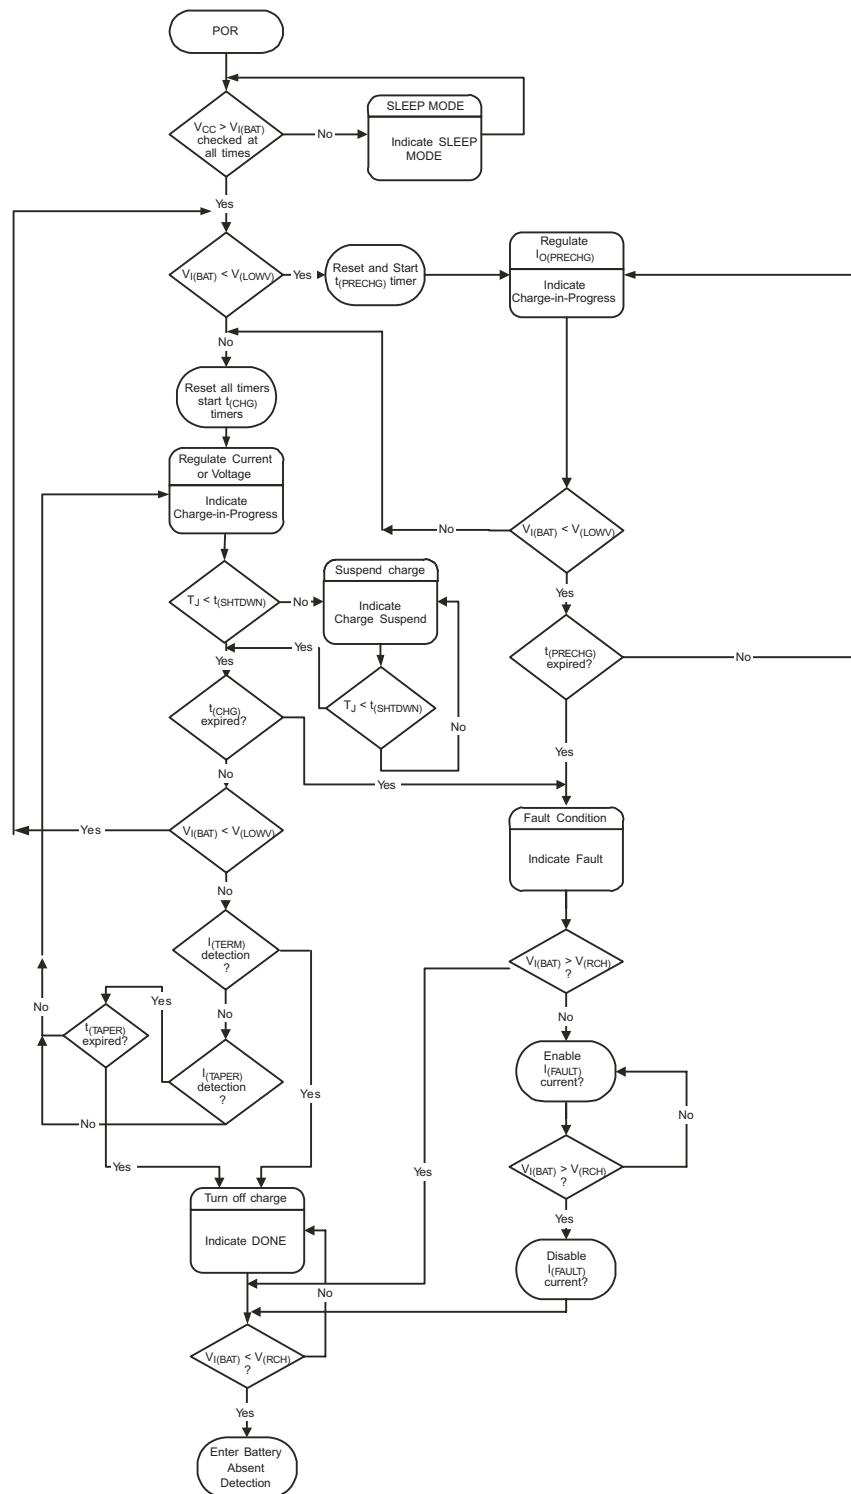 POR
SLEEP MODE
VCC > VI(BAT)
checked at
all times
No
Indicate SLEEP
MODE
Yes
Regulate
IO(PRECHG)
VI(BAT) < V(LOWV)
Yes
Reset and Start
t(PRECHG) timer
Indicate
Charge-in-Progress
No
Reset all timers
start t(CHG)
timers
Regulate Current
or Voltage
Indicate
Charge-in-Progress
No
VI(BAT) < V(LOWV)
Suspend charge
TJ < t(SHTDWN)
No
Indicate
Charge Suspend
Yes
Yes
Yes
t(PRECHG)
expired?
No
t(CHG)
expired?
TJ < t(SHTDWN)
No
Yes
No
Yes
Fault Condition
Yes
VI(BAT) < V(LOWV)
Indicate Fault
No
I(TERM)
detection
?
VI(BAT) > V(RCH)
?
Yes
No
No
No
t(TAPER)
expired?
Enable
I(FAULT)
current?
I(TAPER)
detection
?
Yes
No
No
Yes
Yes
VI(BAT) > V(RCH)
?
Turn off charge
Yes
Indicate DONE
Disable
I(FAULT)
current?
No
VI(BAT) < V(RCH)
?
Yes
Enter Battery
Absent
Detection